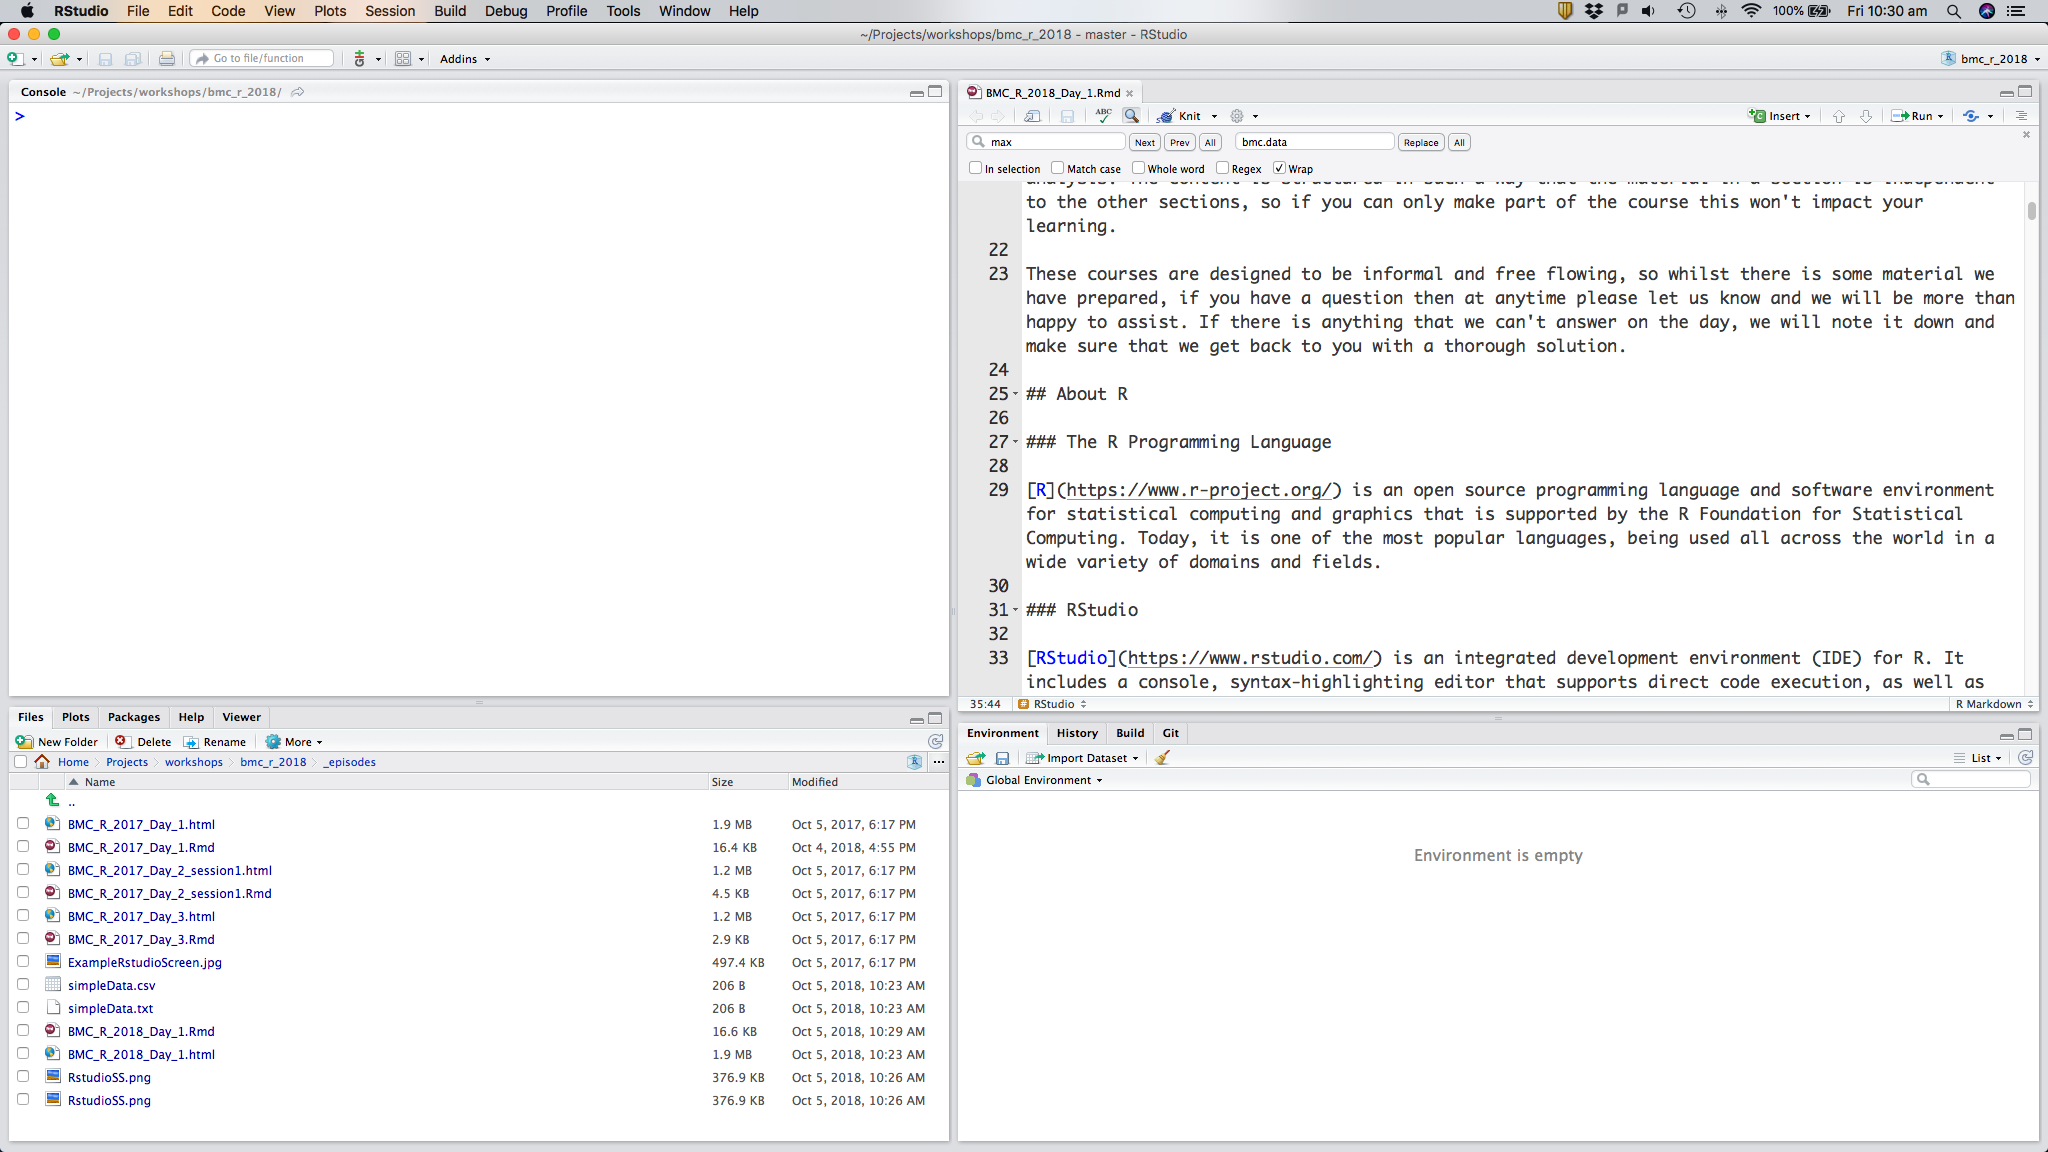 RStudio File Edit Code View Plots Session Build Debug Profile Tools Window Help 100% Fri 10:30 am
~/Projects/workshops/bmc_r_2018 - master - RStudio
Go to file/function Addins bmc_r_2018
Console ~/Projects/workshops/bmc_r_2018/
>
BMC_R_2018_Day_1.Rmd
ABC Knit Insert Run
max Next Prev All bmc.data Replace All
In selection Match case Whole word Regex Wrap
analysis. The content is structured in such a way that the material in a section is independent
to the other sections, so if you can only make part of the course this won't impact your
learning.
22
23 These courses are designed to be informal and free flowing, so whilst there is some material we
have prepared, if you have a question then at anytime please let us know and we will be more than
happy to assist. If there is anything that we can't answer on the day, we will note it down and
make sure that we get back to you with a thorough solution.
24
25 ## About R
26
27 ### The R Programming Language
28
29 [R](https://www.r-project.org/) is an open source programming language and software environment
for statistical computing and graphics that is supported by the R Foundation for Statistical
Computing. Today, it is one of the most popular languages, being used all across the world in a
wide variety of domains and fields.
30
31 ### RStudio
32
33 [RStudio](https://www.rstudio.com/) is an integrated development environment (IDE) for R. It
includes a console, syntax-highlighting editor that supports direct code execution, as well as
35:44 RStudio R Markdown
Files Plots Packages Help Viewer
New Folder Delete Rename More
Home Projects workshops bmc_r_2018 _episodes
Name Size Modified
..
BMC_R_2017_Day_1.html 1.9 MB Oct 5, 2017, 6:17 PM
BMC_R_2017_Day_1.Rmd 16.4 KB Oct 4, 2018, 4:55 PM
BMC_R_2017_Day_2_session1.html 1.2 MB Oct 5, 2017, 6:17 PM
BMC_R_2017_Day_2_session1.Rmd 4.5 KB Oct 5, 2017, 6:17 PM
BMC_R_2017_Day_3.html 1.2 MB Oct 5, 2017, 6:17 PM
BMC_R_2017_Day_3.Rmd 2.9 KB Oct 5, 2017, 6:17 PM
ExampleRstudioScreen.jpg 497.4 KB Oct 5, 2017, 6:17 PM
simpleData.csv 206 B Oct 5, 2018, 10:23 AM
simpleData.txt 206 B Oct 5, 2018, 10:23 AM
BMC_R_2018_Day_1.Rmd 16.6 KB Oct 5, 2018, 10:29 AM
BMC_R_2018_Day_1.html 1.9 MB Oct 5, 2018, 10:23 AM
RstudioSS.png 376.9 KB Oct 5, 2018, 10:26 AM
RstudioSS.png 376.9 KB Oct 5, 2018, 10:26 AM
Environment History Build Git
Import Dataset List
Global Environment
Environment is empty